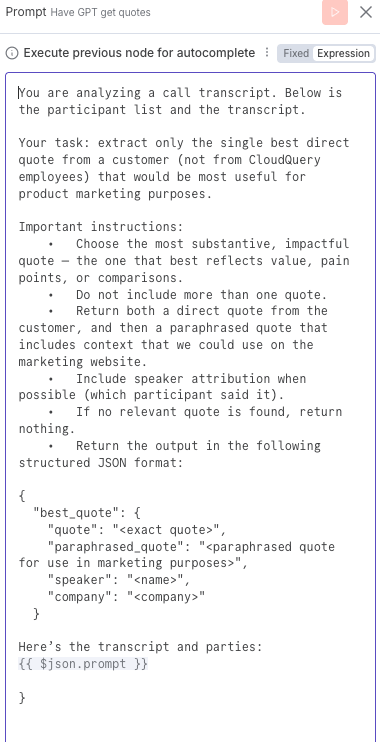 Prompt Have GPT get quotes
Execute previous node for autocomplete
Fixed Expression
You are analyzing a call transcript. Below is
the participant list and the transcript.
Your task: extract only the single best direct
quote from a customer (not from CloudQuery
employees) that would be most useful for
product marketing purposes.
Important instructions:
• Choose the most substantive, impactful
quote — the one that best reflects value, pain
points, or comparisons.
• Do not include more than one quote.
• Return both a direct quote from the
customer, and then a paraphrased quote that
includes context that we could use on the
marketing website.
• Include speaker attribution when
possible (which participant said it).
• If no relevant quote is found, return
nothing.
• Return the output in the following
structured JSON format:
{
"best_quote": {
"quote": "<exact quote>",
"paraphrased_quote": "<paraphrased quote
for use in marketing purposes>",
"speaker": "<name>",
"company": "<company>"
}
Here’s the transcript and parties:
{{ $json.prompt }}
}